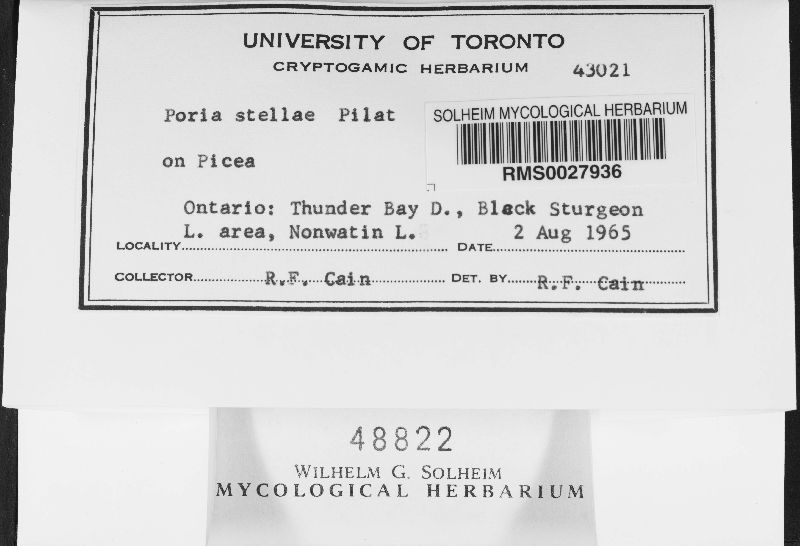 UNIVERSITY OF TORONTO
CRYPTOGAMIC HERBARIUM 43021
Poria stellae Pilat
SOLHEIM MYCOLOGICAL HERBARIUM
RMS0027936
on Picea
Ontario: Thunder Bay D., Black Sturgeon
L. area, Nonwatin L. 2 Aug 1965
LOCALITY DATE
COLLECTOR R.F. Cain DET. BY R.F. Cain
48822
WILHELM G. SOLHEIM
MYCOLOGICAL HERBARIUM